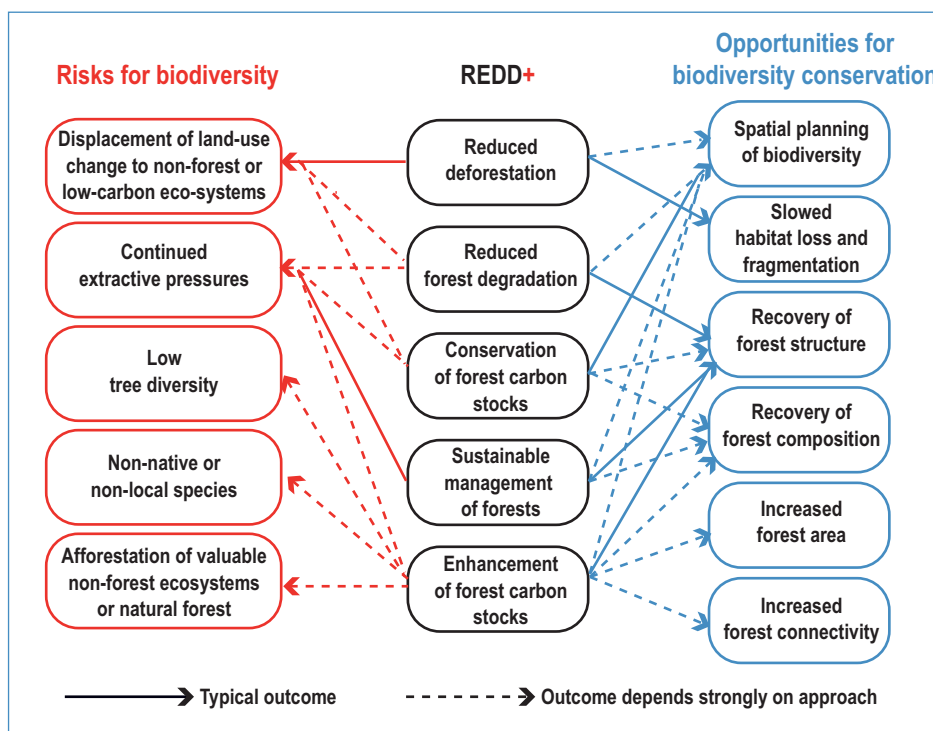 Risks for biodiversity
Displacement of land-use
change to non-forest or
low-carbon eco-systems
Continued
extractive pressures
Low
tree diversity
Non-native or
non-local species
Afforestation of valuable
non-forest ecosystems
or natural forest
REDD+
Reduced
deforestation
Reduced
forest degradation
Conservation
of forest carbon
stocks
Sustainable
management
of forests
Enhancement
of forest carbon
stocks
Opportunities for
biodiversity conservation
Spatial planning
of biodiversity
Slowed
habitat loss and
fragmentation
Recovery of
forest structure
Recovery of
forest composition
Increased
forest area
Increased
forest connectivity
Typical outcome
Outcome depends strongly on approach